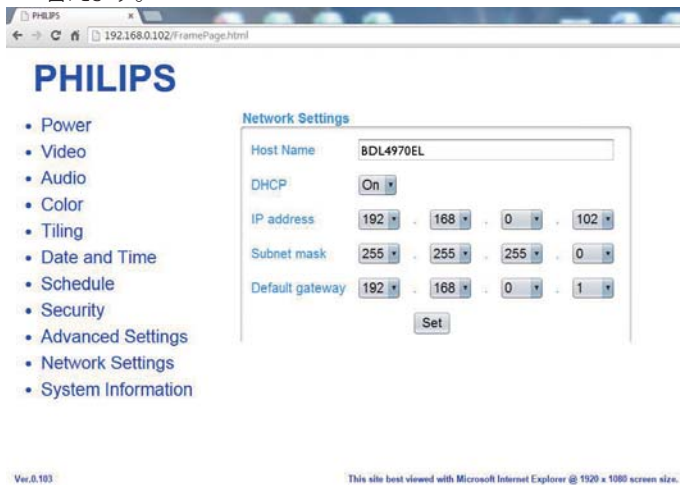 PHILIPS
192.168.0.102/FramePage.html
PHILIPS
• Power
• Video
• Audio
• Color
• Tiling
• Date and Time
• Schedule
• Security
• Advanced Settings
• Network Settings
• System Information
Network Settings
Host Name BDL4970EL
DHCP On
IP address 192 . 168 . 0 . 102
Subnet mask 255 . 255 . 255 . 0
Default gateway 192 . 168 . 0 . 1
Set
Ver.0.103
This site best viewed with Microsoft Internet Explorer @ 1920 x 1080 screen size.